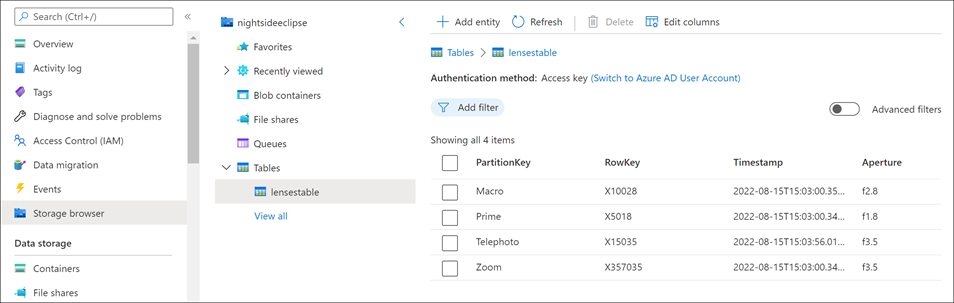 Search (Ctrl+/)
«
Overview
Activity log
Tags
Diagnose and solve problems
Access Control (IAM)
Data migration
Events
Storage browser
Data storage
Containers
File shares
nightsideeclipse
Favorites
Recently viewed
Blob containers
File shares
Queues
Tables
lensestable
View all
Add entity Refresh Delete Edit columns
Tables > lensestable
Authentication method: Access key (Switch to Azure AD User Account)
Add filter Advanced filters
Showing all 4 items
PartitionKey RowKey Timestamp Aperture
Macro X10028 2022-08-15T15:03:00.35... f2.8
Prime X5018 2022-08-15T15:03:00.34... f1.8
Telephoto X15035 2022-08-15T15:03:56.01... f3.5
Zoom X357035 2022-08-15T15:03:00.34... f3.5